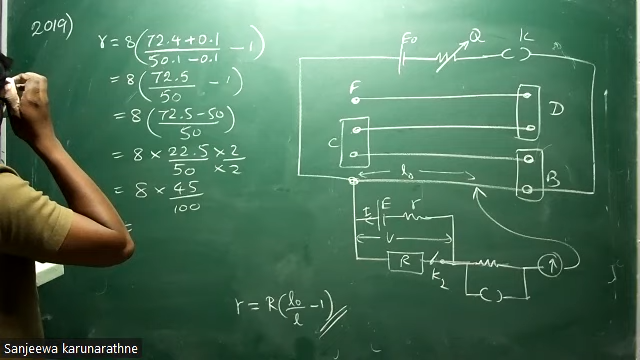 2019)
r = 8(72.4+0.1/50.1-0.1 - 1)
= 8(72.5/50 - 1)
= 8(72.5-50/50)
= 8 × 22.5/50 × 2/×2
= 8 × 45/100
=
E₀
Q
K
F
D
C
l₀
B
I
E
r
V
R
K₂
r = R(l₀/l - 1)
Sanjeewa karunarathne